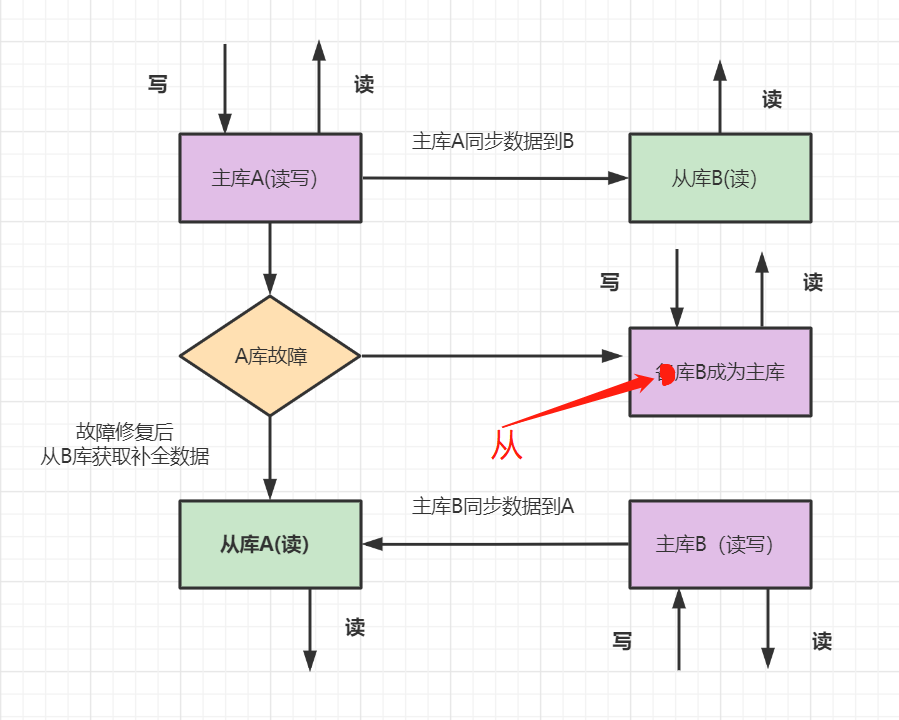 写
读
读
主库A同步数据到B
主库A(读写)
从库B(读)
写
读
A库故障
库B成为主库
从
故障修复后
从B库获取补全数据
主库B同步数据到A
从库A(读)
主库B（读写）
读
写
读